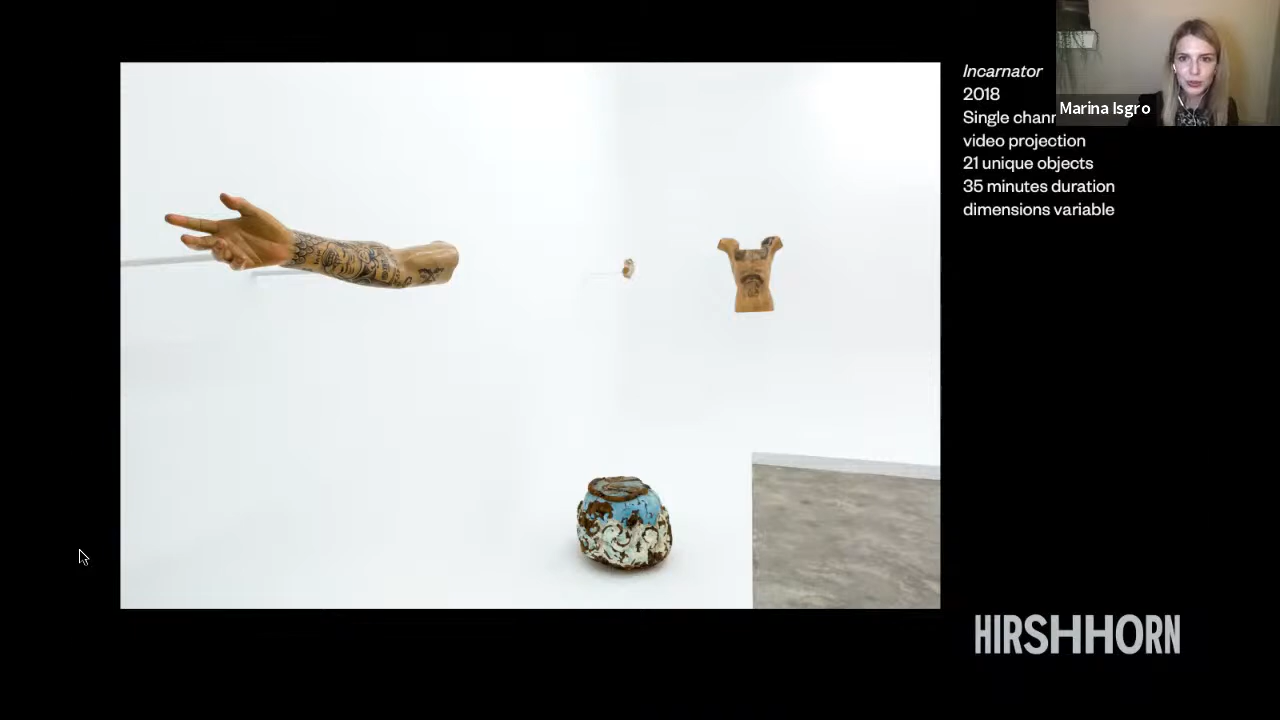 Incarnator
2018
Single chann
video projection
21 unique objects
35 minutes duration
dimensions variable
Marina Isgro
HIRSHHORN